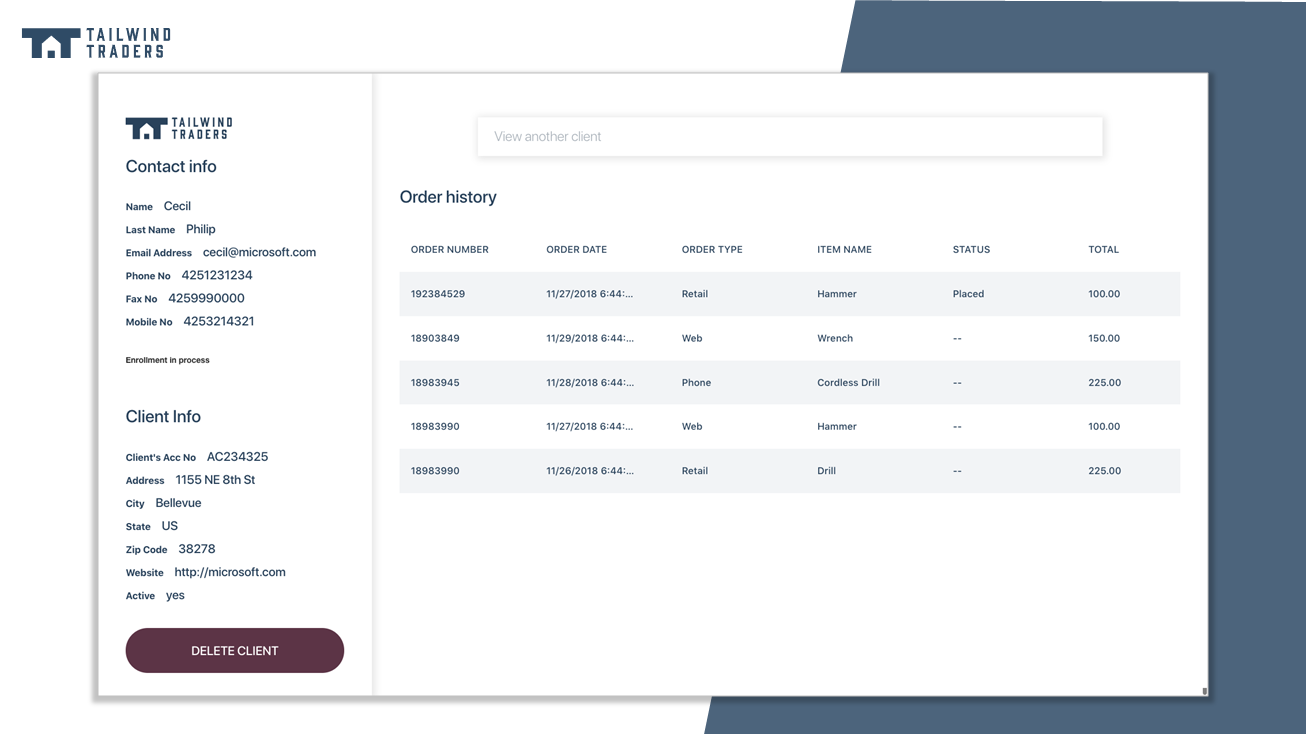 TAILWIND
TRADERS
TAILWIND
TRADERS
Contact info
Name Cecil
Last Name Philip
Email Address cecil@microsoft.com
Phone No 4251231234
Fax No 4259990000
Mobile No 4253214321
Enrollment in process
Client Info
Client's Acc No AC234325
Address 1155 NE 8th St
City Bellevue
State US
Zip Code 38278
Website http://microsoft.com
Active yes
DELETE CLIENT
View another client
Order history
ORDER NUMBER ORDER DATE ORDER TYPE ITEM NAME STATUS TOTAL
192384529 11/27/2018 6:44:... Retail Hammer Placed 100.00
18903849 11/29/2018 6:44:... Web Wrench -- 150.00
18983945 11/28/2018 6:44:... Phone Cordless Drill -- 225.00
18983990 11/27/2018 6:44:... Web Hammer -- 100.00
18983990 11/26/2018 6:44:... Retail Drill -- 225.00